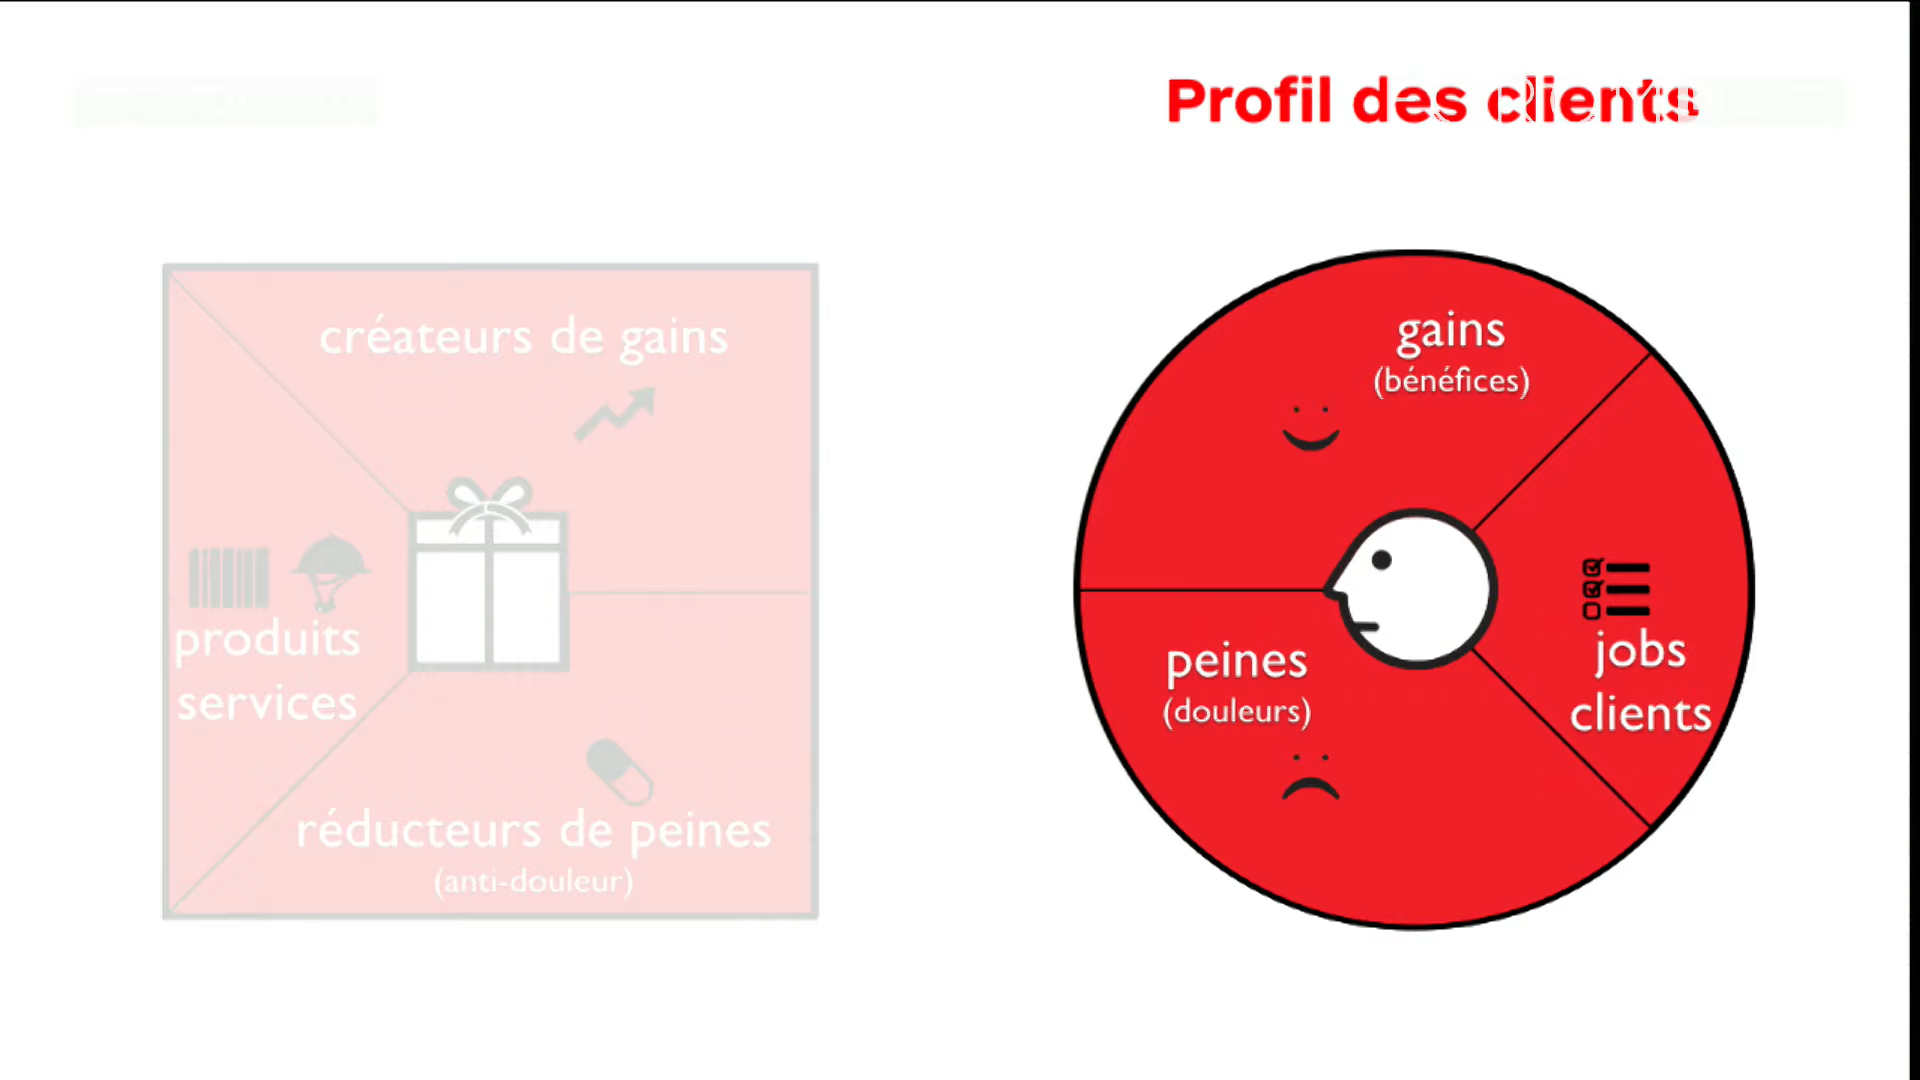 Profil des clients
créateurs de gains
produits
services
réducteurs de peines
(anti-douleur)
gains
(bénéfices)
peines
(douleurs)
jobs
clients